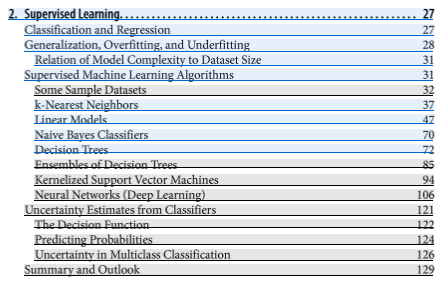 2. Supervised Learning. . . . . . . . . . . . . . . . . . . . . . . . . . . . . . . . . . . . . . . . . . . . . . . . . . . . 27
Classification and Regression 27
Generalization, Overfitting, and Underfitting 28
Relation of Model Complexity to Dataset Size 31
Supervised Machine Learning Algorithms 31
Some Sample Datasets 32
k-Nearest Neighbors 37
Linear Models 47
Naive Bayes Classifiers 70
Decision Trees 72
Ensembles of Decision Trees 85
Kernelized Support Vector Machines 94
Neural Networks (Deep Learning) 106
Uncertainty Estimates from Classifiers 121
The Decision Function 122
Predicting Probabilities 124
Uncertainty in Multiclass Classification 126
Summary and Outlook 129